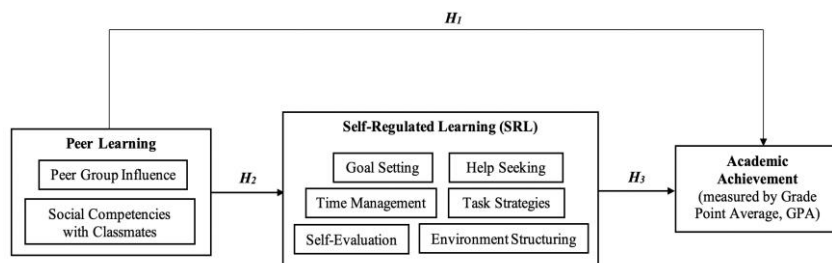 H1
Peer Learning
Peer Group Influence
Social Competencies
with Classmates
H2
Self-Regulated Learning (SRL)
Goal Setting
Help Seeking
Time Management
Task Strategies
Self-Evaluation
Environment Structuring
H3
Academic
Achievement
(measured by Grade
Point Average, GPA)